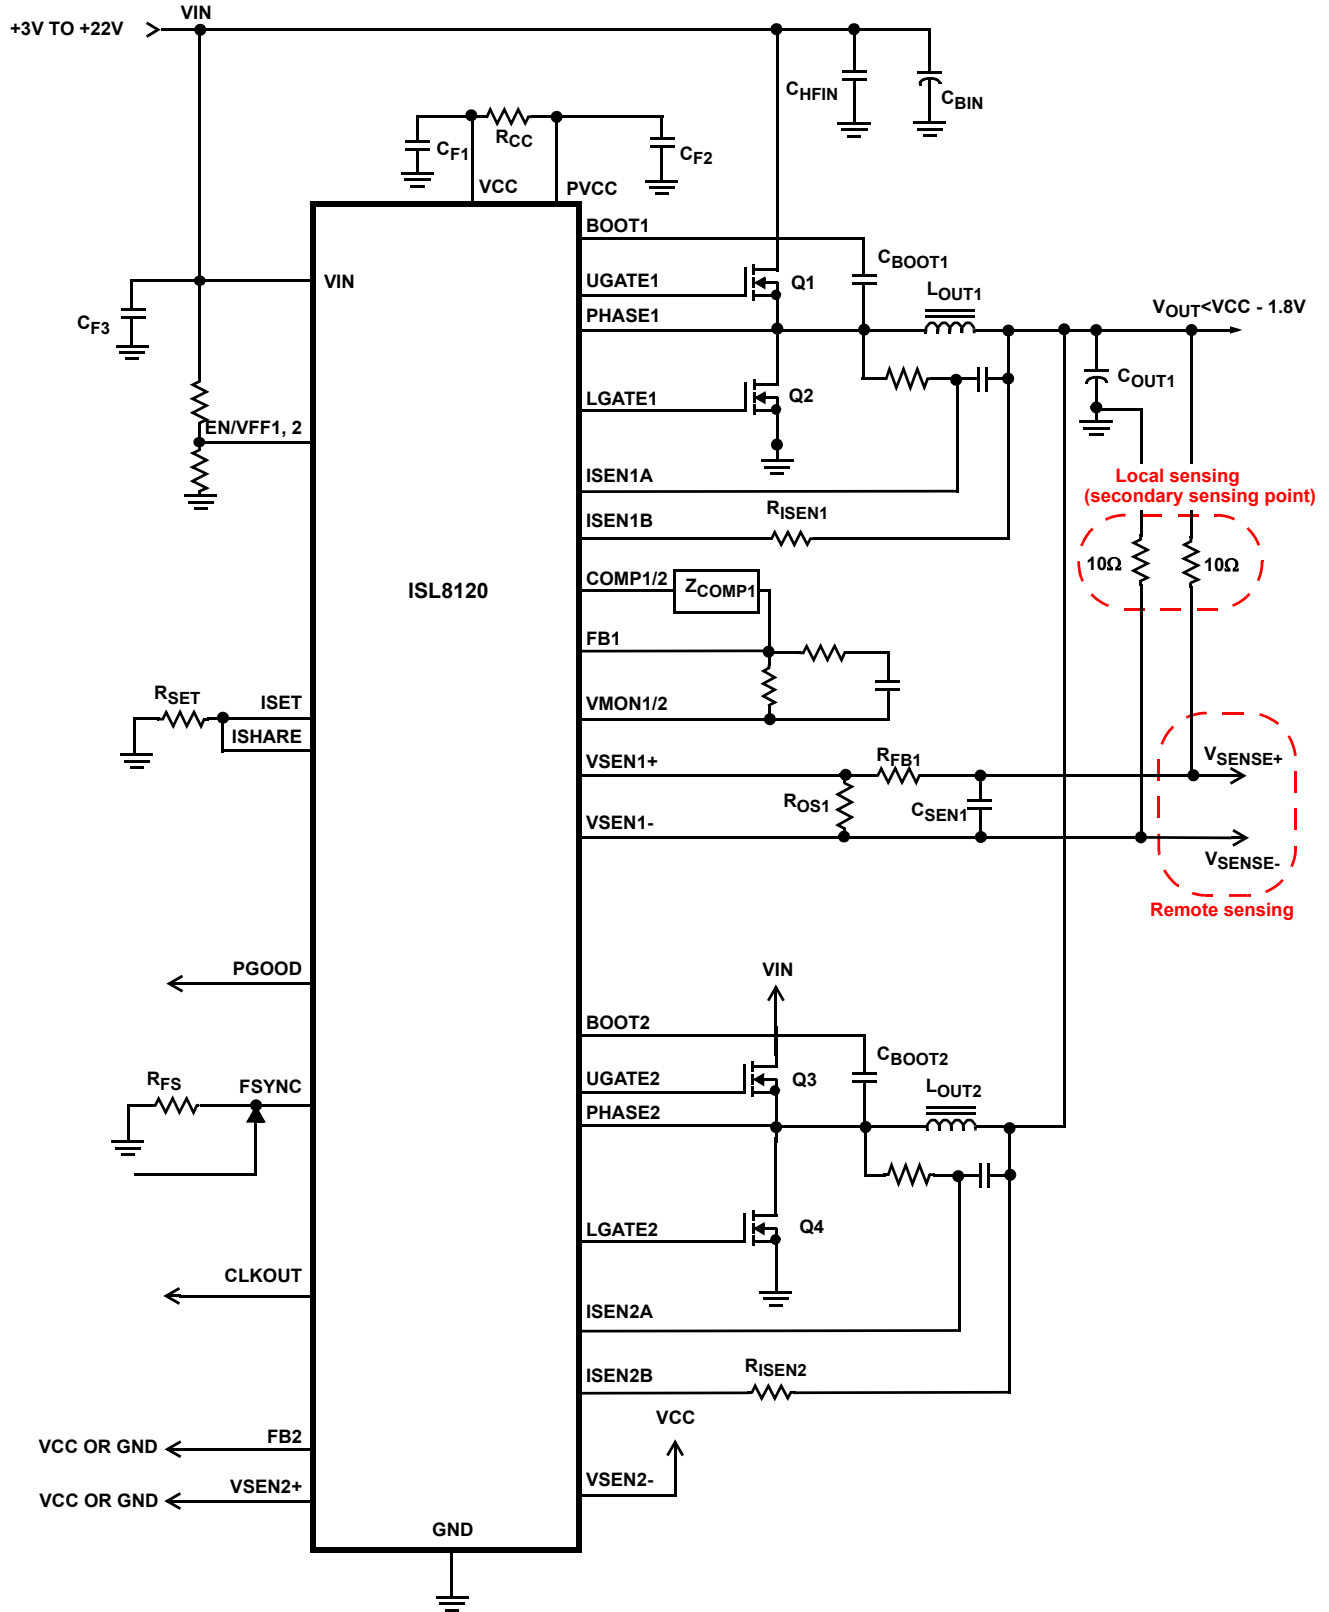 VIN
+3V TO +22V
CHFIN
CBIN
CF1
RCC
CF2
VCC
PVCC
BOOT1
CBOOT1
VIN
UGATE1
Q1
LOUT1
CF3
PHASE1
VOUT<VCC - 1.8V
COUT1
LGATE1
Q2
EN/VFF1, 2
ISEN1A
Local sensing
(secondary sensing point)
ISEN1B
RISEN1
10Ω
10Ω
ISL8120
COMP1/2
ZCOMP1
FB1
RSET
ISET
VMON1/2
ISHARE
VSEN1+
RFB1
VSENSE+
ROS1
CSEN1
VSEN1-
VSENSE-
Remote sensing
PGOOD
VIN
BOOT2
CBOOT2
RFS
FSYNC
UGATE2
Q3
LOUT2
PHASE2
LGATE2
Q4
CLKOUT
ISEN2A
ISEN2B
RISEN2
VCC
VCC OR GND
FB2
VCC OR GND
VSEN2+
VSEN2-
GND